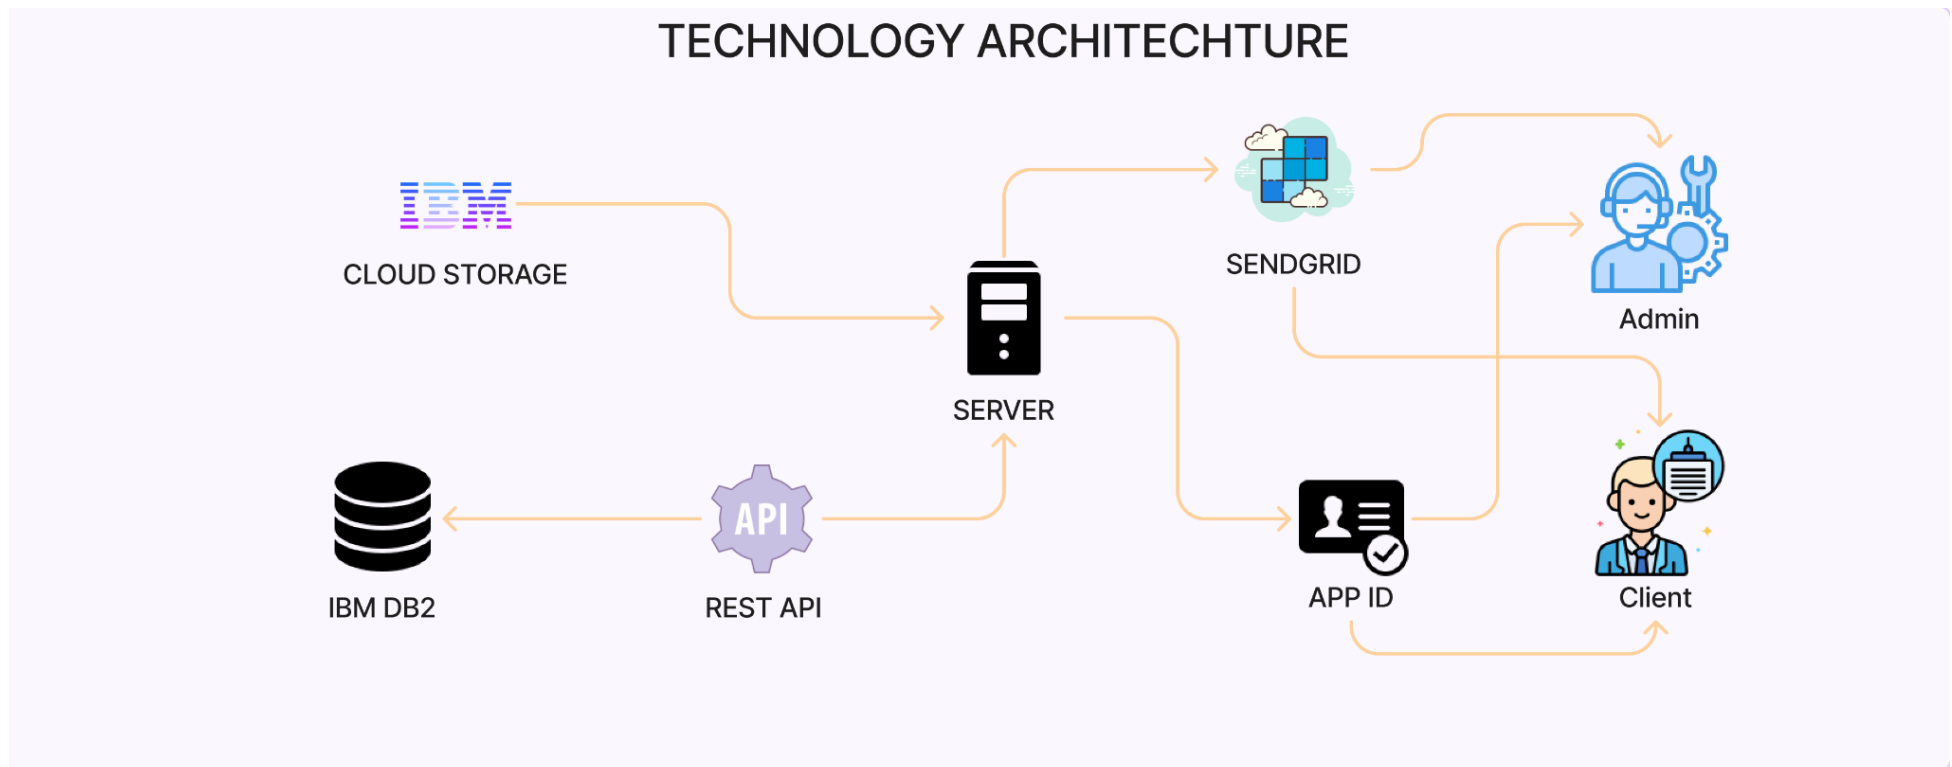 TECHNOLOGY ARCHITECHTURE
IBM
CLOUD STORAGE
SENDGRID
Admin
SERVER
API
IBM DB2
REST API
APP ID
Client